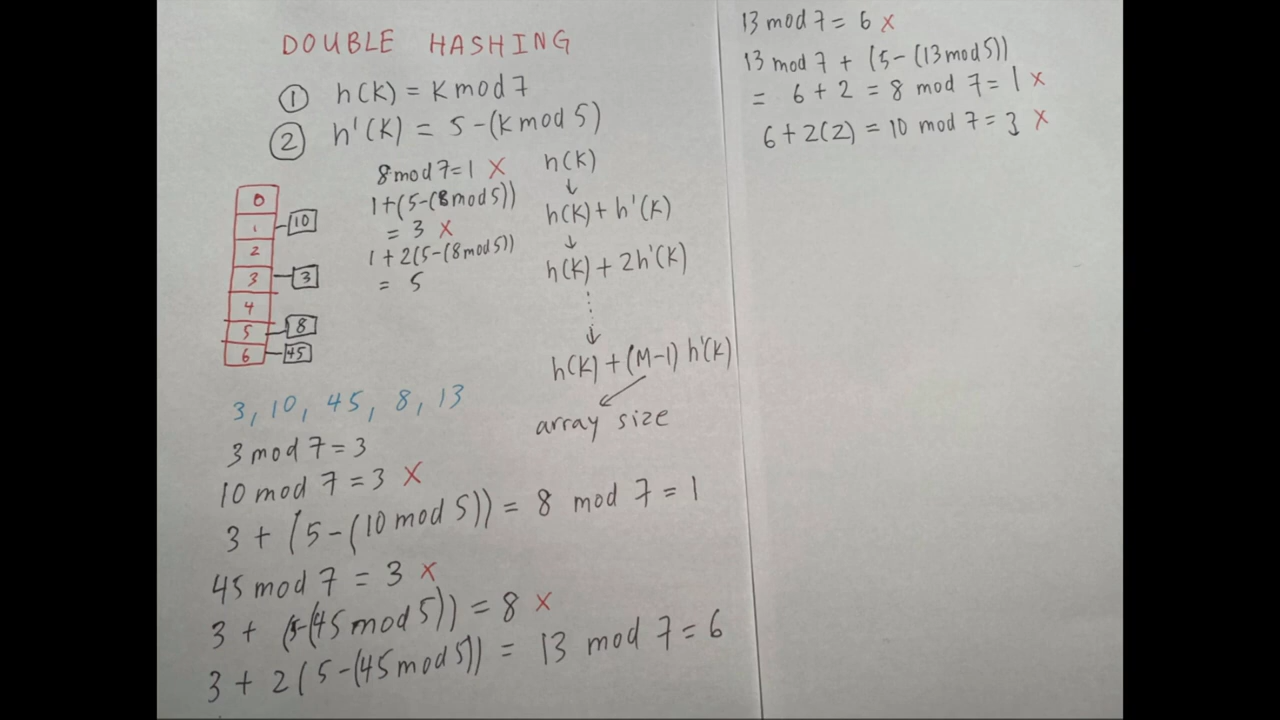 DOUBLE HASHING
① h(K) = K mod 7
② h'(K) = 5 - (K mod 5)
8 mod 7 = 1 X
1 + (5-(8 mod 5))
= 3 X
1 + 2(5-(8 mod 5))
= 5
h(K)
↓
h(K) + h'(K)
↓
h(K) + 2h'(K)
↓
h(K) + (M-1) h'(K)
array size
0
1 10
2
3 3
4
5 8
6 45
3, 10, 45, 8, 13
3 mod 7 = 3
10 mod 7 = 3 X
3 + (5-(10 mod 5)) = 8 mod 7 = 1
45 mod 7 = 3 X
3 + (5-(45 mod 5)) = 8 X
3 + 2(5-(45 mod 5)) = 13 mod 7 = 6
13 mod 7 = 6 X
13 mod 7 + (5-(13 mod 5))
= 6 + 2 = 8 mod 7 = 1 X
6 + 2(2) = 10 mod 7 = 3 X